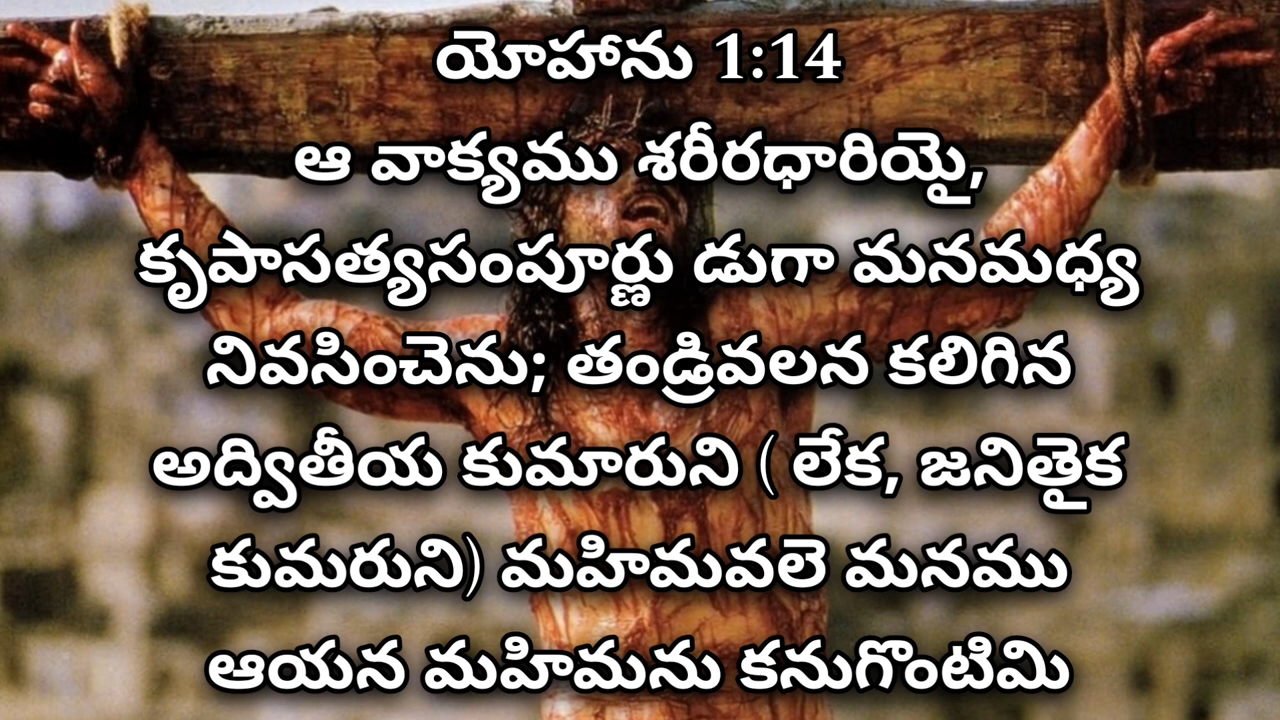 యోహాను 1:14
ఆ వాక్యము శరీరధారియై,
కృపాసత్యసంపూర్ణు డుగా మనమధ్య
నివసించెను; తండ్రివలన కలిగిన
అద్వితీయ కుమారుని ( లేక, జనితైక
కుమరుని) మహిమవలె మనము
ఆయన మహిమను కనుగొంటిమి